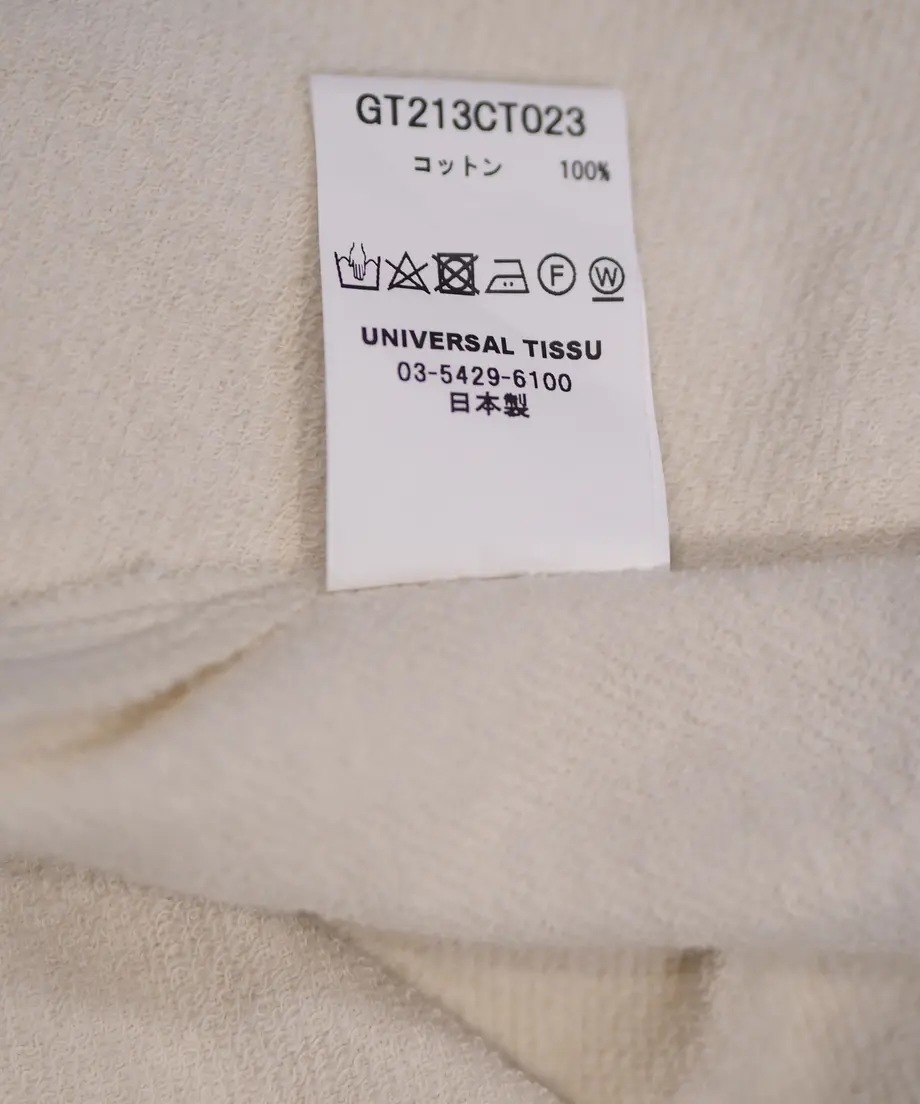 GT213CT023
コットン 100%
F W
UNIVERSAL TISSU
03-5429-6100
日本製